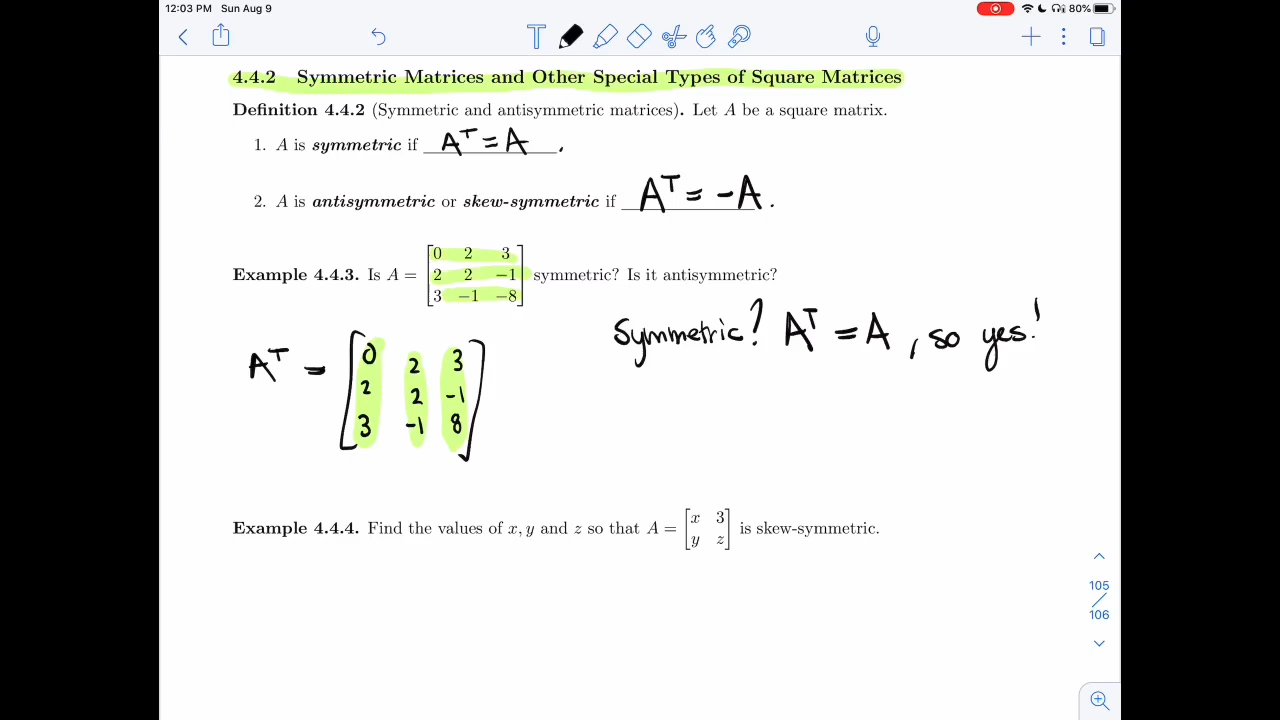 12:03 PM Sun Aug 9
80%
4.4.2 Symmetric Matrices and Other Special Types of Square Matrices
Definition 4.4.2 (Symmetric and antisymmetric matrices). Let A be a square matrix.
1. A is symmetric if Aᵀ = A .
2. A is antisymmetric or skew-symmetric if Aᵀ = -A .
0 2 3
Example 4.4.3. Is A = 2 2 −1 symmetric? Is it antisymmetric?
3 −1 −8
Symmetric? Aᵀ = A, so yes!
0 2 3
Aᵀ = 2 2 -1
3 -1 8
x 3
Example 4.4.4. Find the values of x, y and z so that A = is skew-symmetric.
y z
105
106